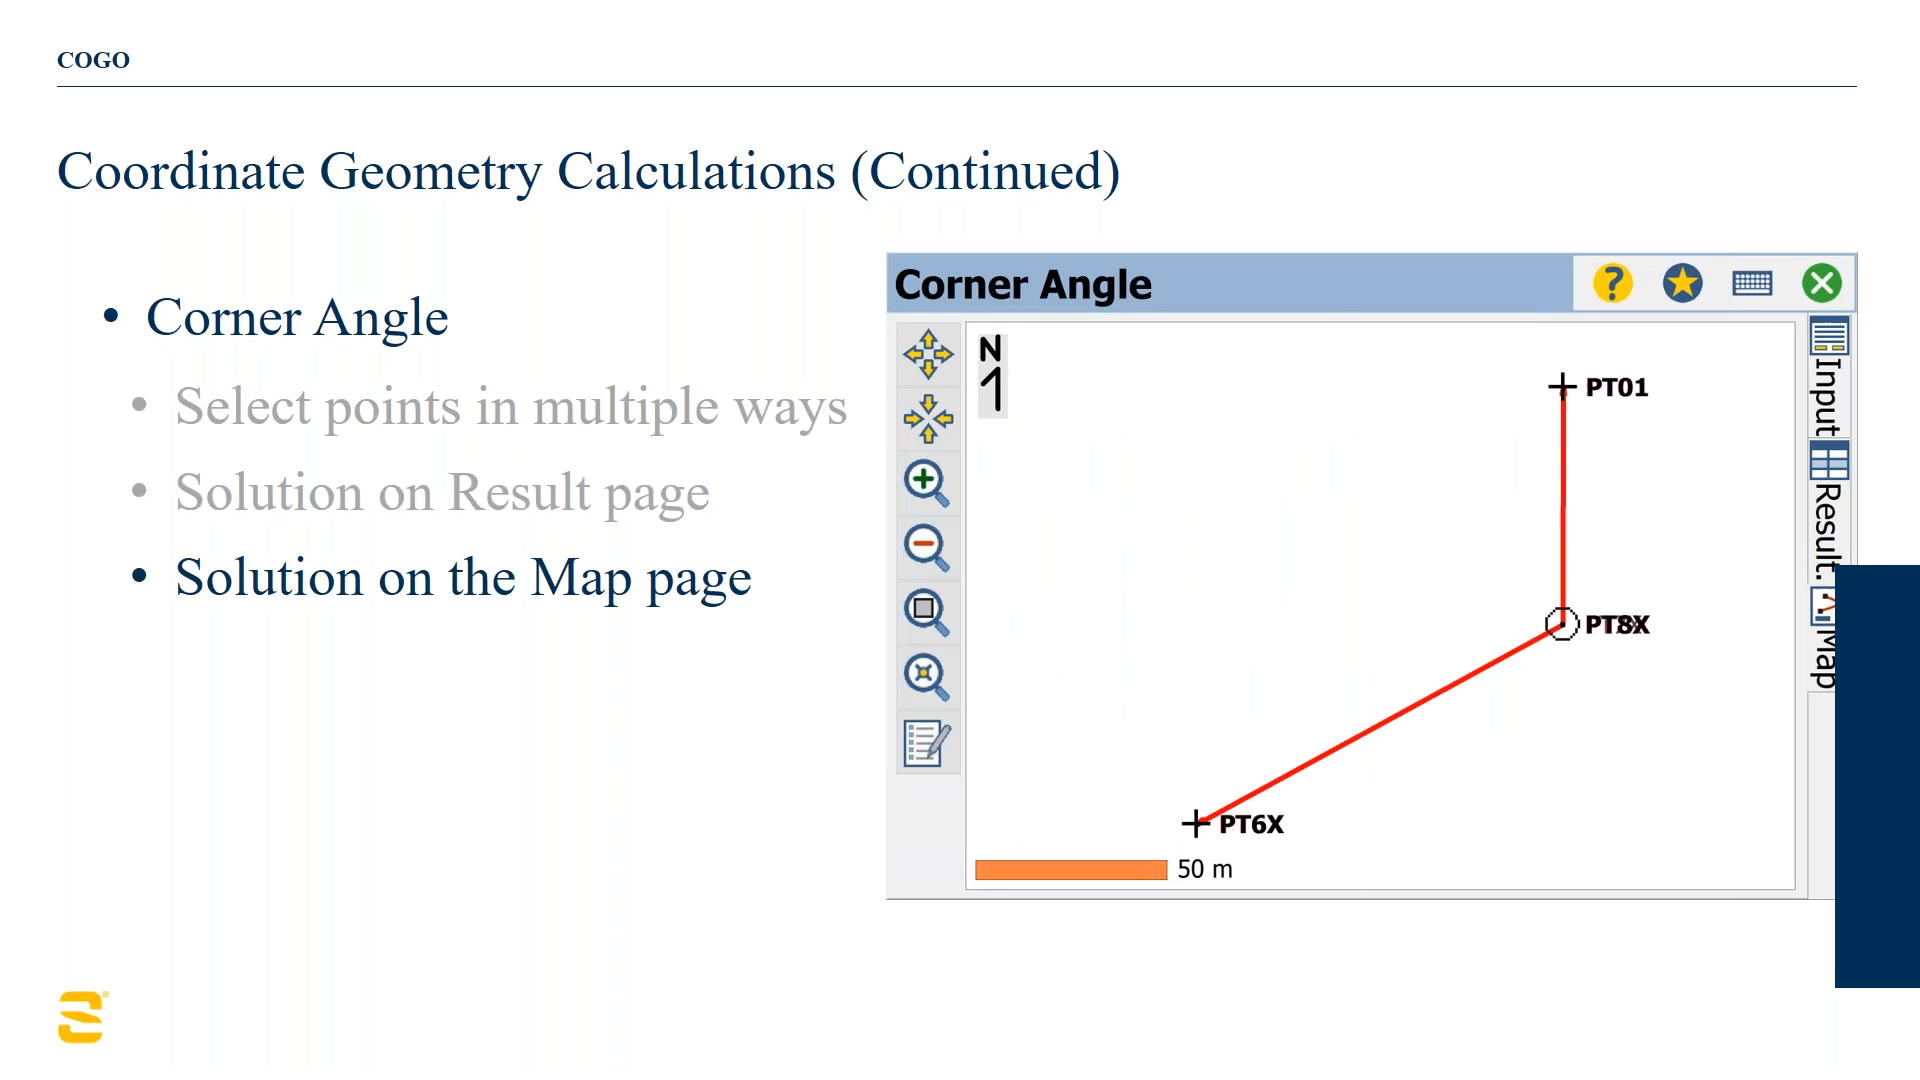 COGO
Coordinate Geometry Calculations (Continued)
• Corner Angle
• Select points in multiple ways
• Solution on Result page
• Solution on the Map page
Corner Angle
N
PT01
PT8X
PT6X
50 m
Input
Result.
Map